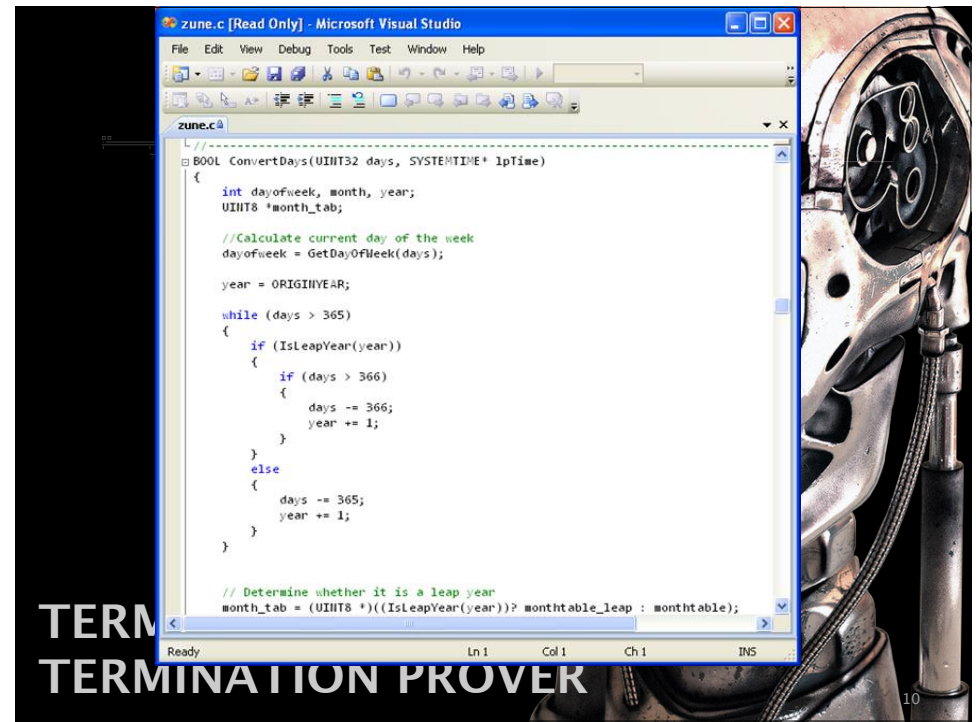 zune.c [Read Only] - Microsoft Visual Studio
File Edit View Debug Tools Test Window Help
zune.c
//--------------------------------------------------------------------------------
BOOL ConvertDays(UINT32 days, SYSTEMTIME* lpTime)
{
int dayofweek, month, year;
UINT8 *month_tab;
//Calculate current day of the week
dayofweek = GetDayOfWeek(days);
year = ORIGINYEAR;
while (days > 365)
{
if (IsLeapYear(year))
{
if (days > 366)
{
days -= 366;
year += 1;
}
}
else
{
days -= 365;
year += 1;
}
}
// Determine whether it is a leap year
month_tab = (UINT8 *)((IsLeapYear(year))? monthtable_leap : monthtable);
Ready Ln 1 Col 1 Ch 1 INS
TERM
TERMINATION PROVER
10